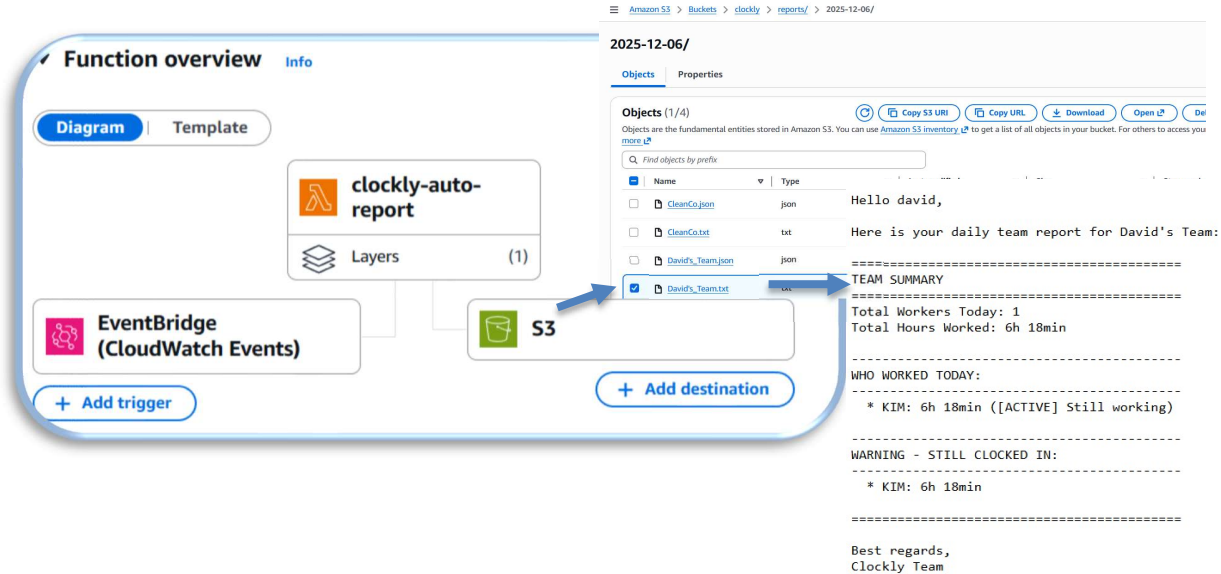 Function overview Info
Diagram Template
clockly-auto-
report
Layers (1)
EventBridge
(CloudWatch Events)
S3
+ Add trigger
+ Add destination
Amazon S3 > Buckets > clockly > reports/ > 2025-12-06/
2025-12-06/
Objects Properties
Objects (1/4) Copy S3 URI Copy URL Download Open
Objects are the fundamental entities stored in Amazon S3. You can use Amazon S3 inventory to get a list of all objects in your bucket. For others to access
more
Find objects by prefix
Name Type
CleanCo.json json
CleanCo.txt txt
David's_Team.json json
David's_Team.txt txt
Hello david,
Here is your daily team report for David's Team:
===========================================
TEAM SUMMARY
===========================================
Total Workers Today: 1
Total Hours Worked: 6h 18min
-------------------------------------------
WHO WORKED TODAY:
-------------------------------------------
* KIM: 6h 18min ([ACTIVE] Still working)
-------------------------------------------
WARNING - STILL CLOCKED IN:
-------------------------------------------
* KIM: 6h 18min
===========================================
Best regards,
Clockly Team